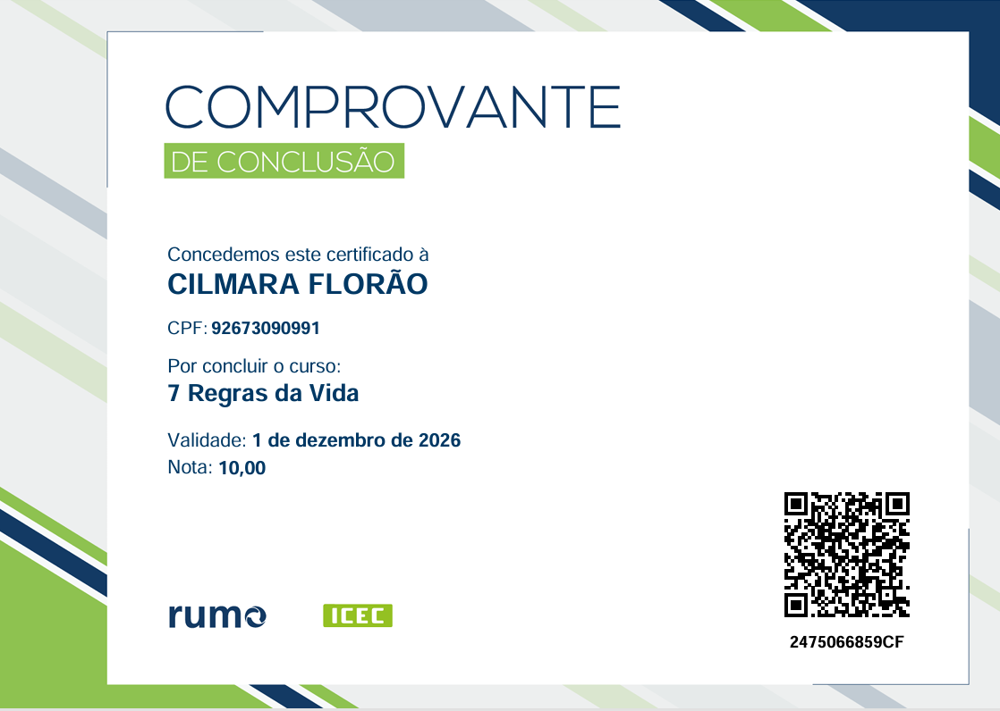 COMPROVANTE
DE CONCLUSÃO
Concedemos este certificado à
CILMARA FLORÃO
CPF: 92673090991
Por concluir o curso:
7 Regras da Vida
Validade: 1 de dezembro de 2026
Nota: 10,00
rumo
ICEC
2475066859CF